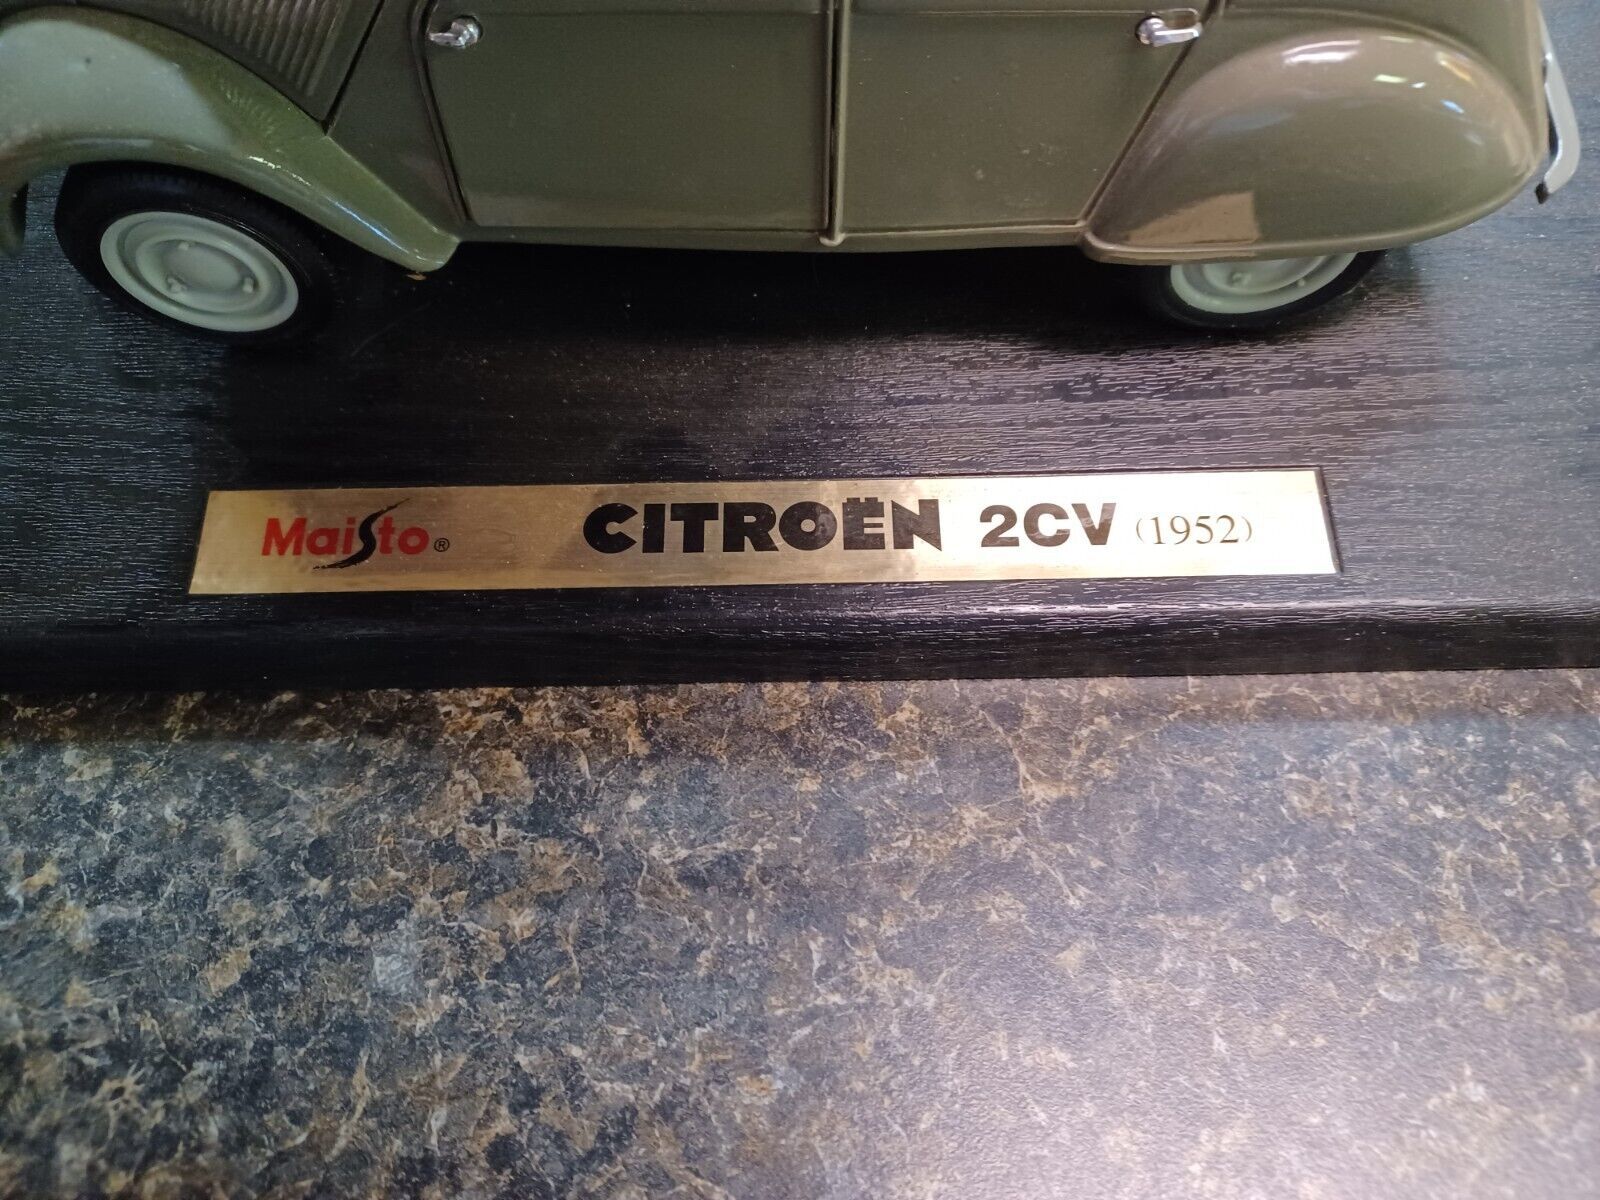 Maisto® CITROËN 2CV (1952)